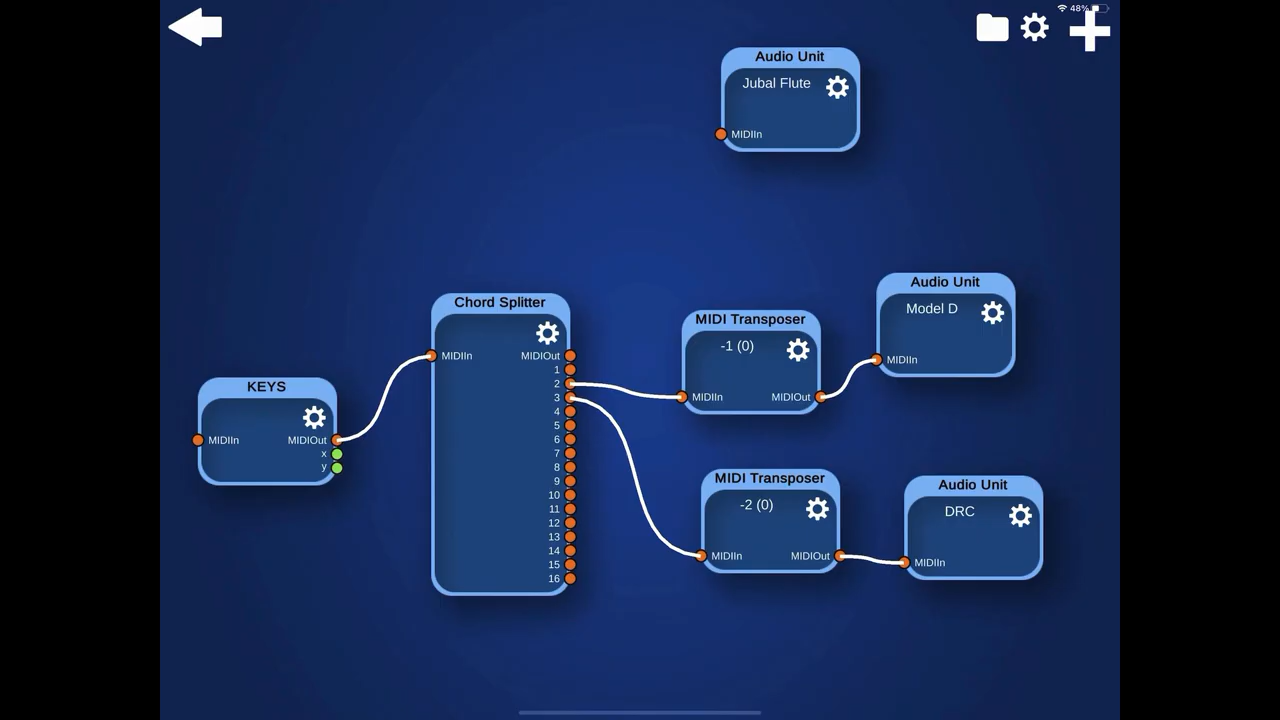 48%
Audio Unit
Jubal Flute
MIDIIn
Audio Unit
Model D
MIDIIn
Chord Splitter
MIDIIn MIDIOut
1
2
3
4
5
6
7
8
9
10
11
12
13
14
15
16
MIDI Transposer
-1 (0)
MIDIIn MIDIOut
KEYS
MIDIIn MIDIOut
x
y
MIDI Transposer
-2 (0)
MIDIIn MIDIOut
Audio Unit
DRC
MIDIIn